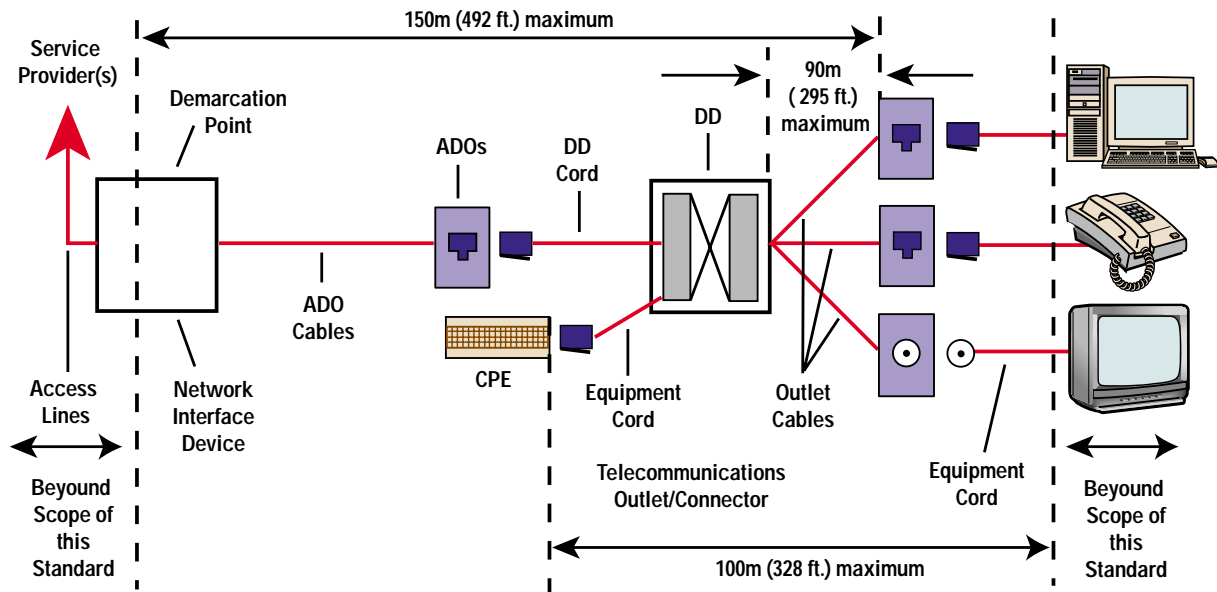 150m (492 ft.) maximum
Service
Provider(s)
Demarcation
Point
ADOs
DD
Cord
DD
90m
( 295 ft.)
maximum
ADO
Cables
CPE
Access
Lines
Network
Interface
Device
Equipment
Cord
Outlet
Cables
Telecommunications
Outlet/Connector
Equipment
Cord
Beyound
Scope of
this
Standard
Beyound
Scope of
this
Standard
100m (328 ft.) maximum